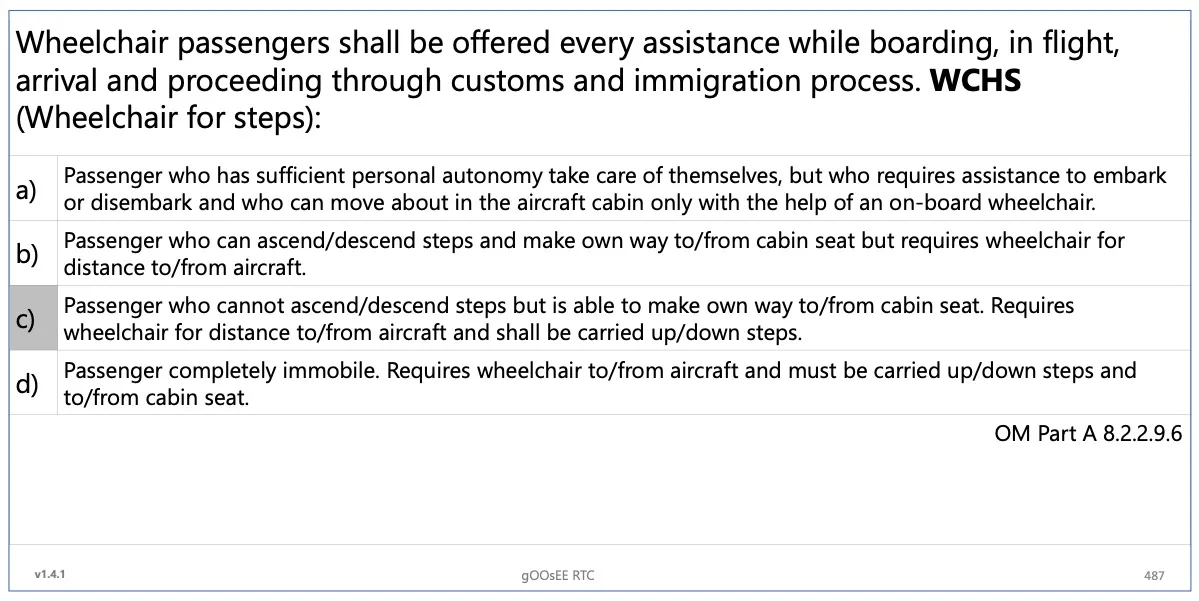 Wheelchair passengers shall be offered every assistance while boarding, in flight,
arrival and proceeding through customs and immigration process. WCHS
(Wheelchair for steps):
a) Passenger who has sufficient personal autonomy take care of themselves, but who requires assistance to embark
or disembark and who can move about in the aircraft cabin only with the help of an on-board wheelchair.
b) Passenger who can ascend/descend steps and make own way to/from cabin seat but requires wheelchair for
distance to/from aircraft.
c) Passenger who cannot ascend/descend steps but is able to make own way to/from cabin seat. Requires
wheelchair for distance to/from aircraft and shall be carried up/down steps.
d) Passenger completely immobile. Requires wheelchair to/from aircraft and must be carried up/down steps and
to/from cabin seat.
OM Part A 8.2.2.9.6
v1.4.1 gOOsEE RTC 487